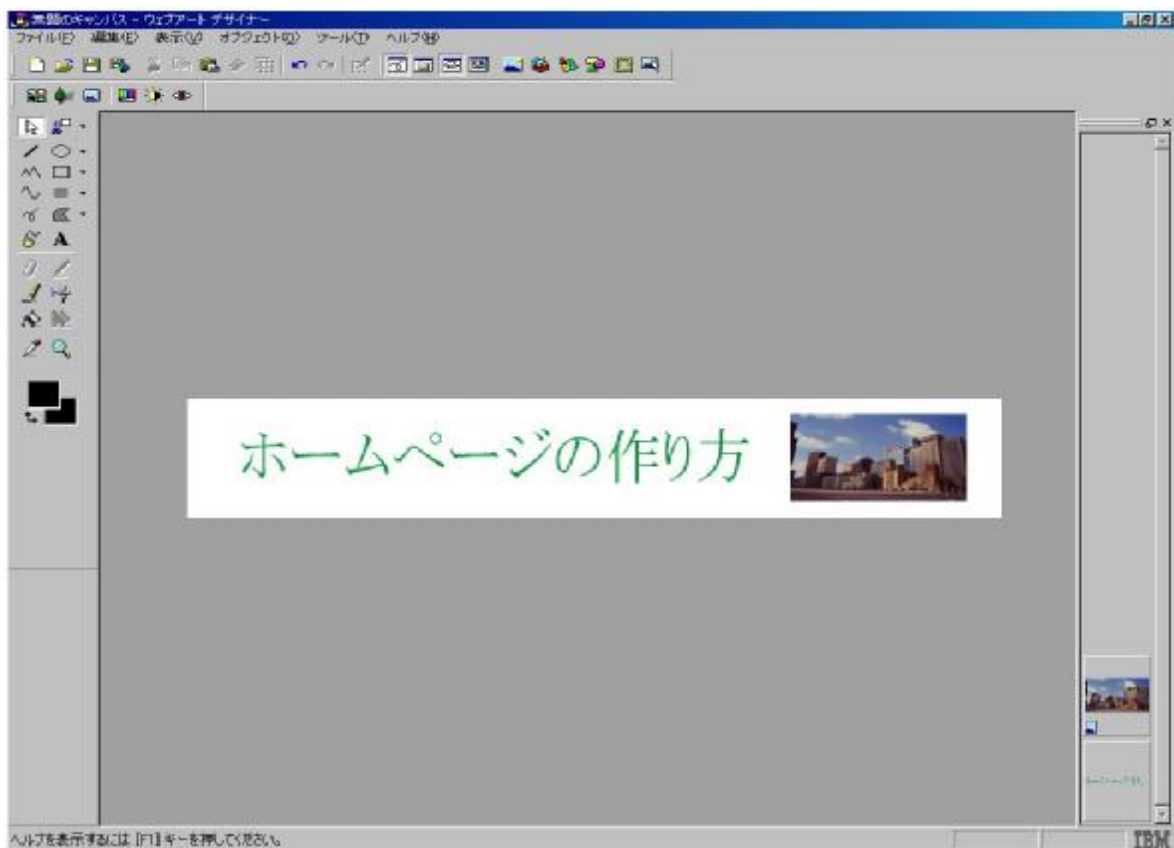 無題のキャンバス - ウェブアート デザイナー
ファイル(F) 編集(E) 表示(V) オブジェクト(O) ツール(T) ヘルプ(H)
ホームページの作り方
ヘルプを表示するには [F1] キーを押してください。
IBM